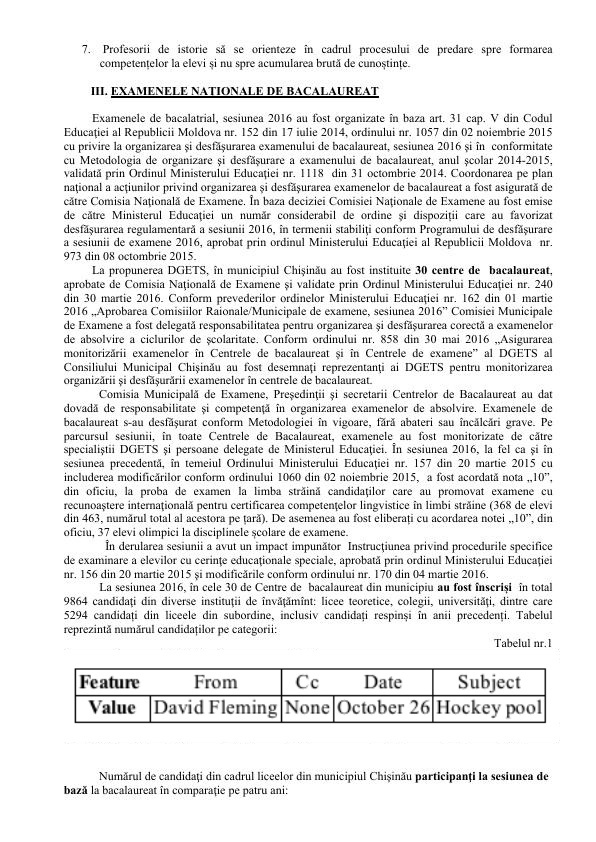 7. Profesorii de istorie să se orienteze în cadrul procesului de predare spre formarea
competențelor la elevi și nu spre acumularea brută de cunoștințe.
III. EXAMENELE NATIONALE DE BACALAUREAT
Examenele de bacalatrial, sesiunea 2016 au fost organizate în baza art. 31 cap. V din Codul
Educației al Republicii Moldova nr. 152 din 17 iulie 2014, ordinului nr. 1057 din 02 noiembrie 2015
cu privire la organizarea și desfășurarea examenului de bacalaureat, sesiunea 2016 și în conformitate
cu Metodologia de organizare și desfășurare a examenului de bacalaureat, anul școlar 2014-2015,
validată prin Ordinul Ministerului Educației nr. 1118 din 31 octombrie 2014. Coordonarea pe plan
național a acțiunilor privind organizarea și desfășurarea examenelor de bacalaureat a fost asigurată de
către Comisia Națională de Examene. În baza deciziei Comisiei Naționale de Examene au fost emise
de către Ministerul Educației un număr considerabil de ordine și dispoziții care au favorizat
desfășurarea regulamentară a sesiunii 2016, în termenii stabiliți conform Programului de desfășurare
a sesiunii de examene 2016, aprobat prin ordinul Ministerului Educației al Republicii Moldova nr.
973 din 08 octombrie 2015.
La propunerea DGETS, în municipiul Chișinău au fost instituite 30 centre de bacalaureat,
aprobate de Comisia Națională de Examene și validate prin Ordinul Ministerului Educației nr. 240
din 30 martie 2016. Conform prevederilor ordinelor Ministerului Educației nr. 162 din 01 martie
2016 „Aprobarea Comisiilor Raionale/Municipale de examene, sesiunea 2016” Comisiei Municipale
de Examene a fost delegată responsabilitatea pentru organizarea și desfășurarea corectă a examenelor
de absolvire a ciclurilor de școlaritate. Conform ordinului nr. 858 din 30 mai 2016 „Asigurarea
monitorizării examenelor în Centrele de bacalaureat și în Centrele de examene” al DGETS al
Consiliului Municipal Chișinău au fost desemnați reprezentanți ai DGETS pentru monitorizarea
organizării și desfășurării examenelor în centrele de bacalaureat.
Comisia Municipală de Examene, Președinții și secretarii Centrelor de Bacalaureat au dat
dovadă de responsabilitate și competență în organizarea examenelor de absolvire. Examenele de
bacalaureat s-au desfășurat conform Metodologiei în vigoare, fără abateri sau încălcări grave. Pe
parcursul sesiunii, în toate Centrele de Bacalaureat, examenele au fost monitorizate de către
specialiștii DGETS și persoane delegate de Ministerul Educației. În sesiunea 2016, la fel ca și în
sesiunea precedentă, în temeiul Ordinului Ministerului Educației nr. 157 din 20 martie 2015 cu
includerea modificărilor conform ordinului 1060 din 02 noiembrie 2015, a fost acordată nota „10”,
din oficiu, la proba de examen la limba străină candidaților care au promovat examene cu
recunoaștere internațională pentru certificarea competențelor lingvistice în limbi străine (368 de elevi
din 463, numărul total al acestora pe țară). De asemenea au fost eliberați cu acordarea notei „10”, din
oficiu, 37 elevi olimpici la disciplinele școlare de examene.
În derularea sesiunii a avut un impact impunător Instrucțiunea privind procedurile specifice
de examinare a elevilor cu cerințe educaționale speciale, aprobată prin ordinul Ministerului Educației
nr. 156 din 20 martie 2015 și modificările conform ordinului nr. 170 din 04 martie 2016.
La sesiunea 2016, în cele 30 de Centre de bacalaureat din municipiu au fost înscriși în total
9864 candidați din diverse instituții de învățămînt: licee teoretice, colegii, universități, dintre care
5294 candidați din liceele din subordine, inclusiv candidați respinși în anii precedenți. Tabelul
reprezintă numărul candidaților pe categorii:
Tabelul nr.1
Feature From Cc Date Subject
Value David Fleming None October 26 Hockey pool
Numărul de candidați din cadrul liceelor din municipiul Chișinău participanți la sesiunea de
bază la bacalaureat în comparație pe patru ani: